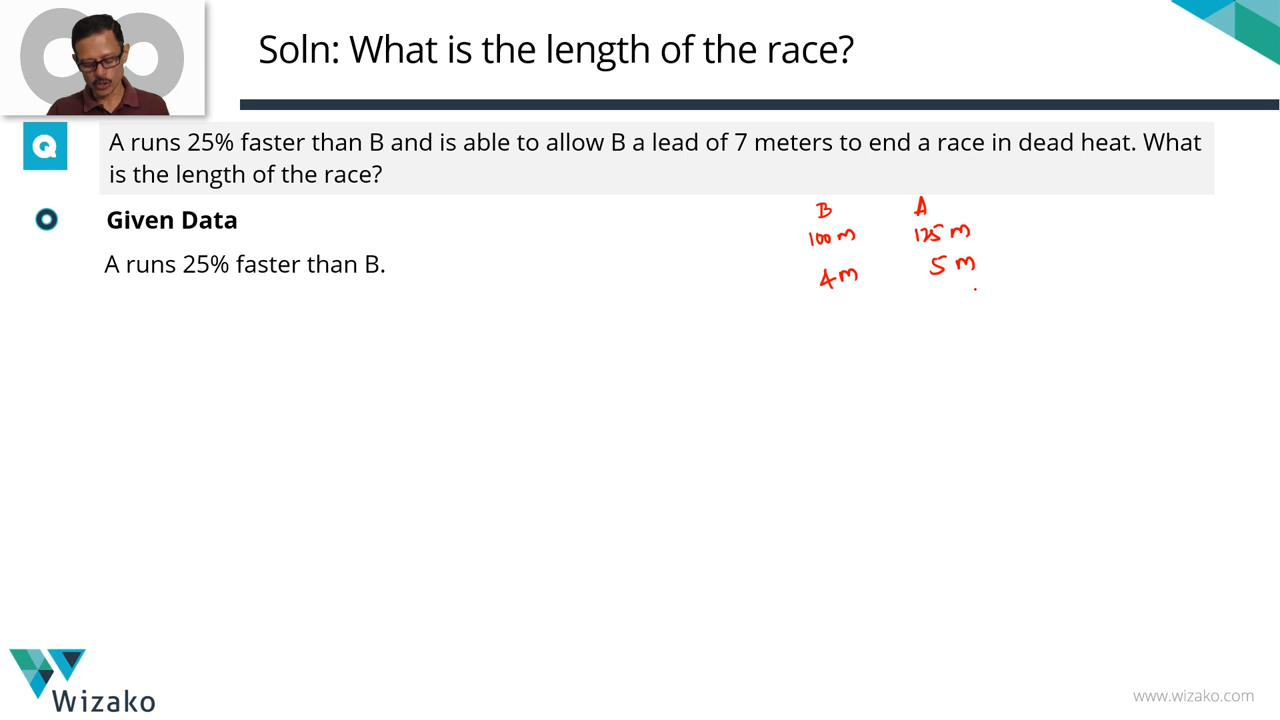 Soln: What is the length of the race?
Q
A runs 25% faster than B and is able to allow B a lead of 7 meters to end a race in dead heat. What
is the length of the race?
Given Data
B A
100 m 125 m
A runs 25% faster than B.
4 m 5 m
Wizako
www.wizako.com